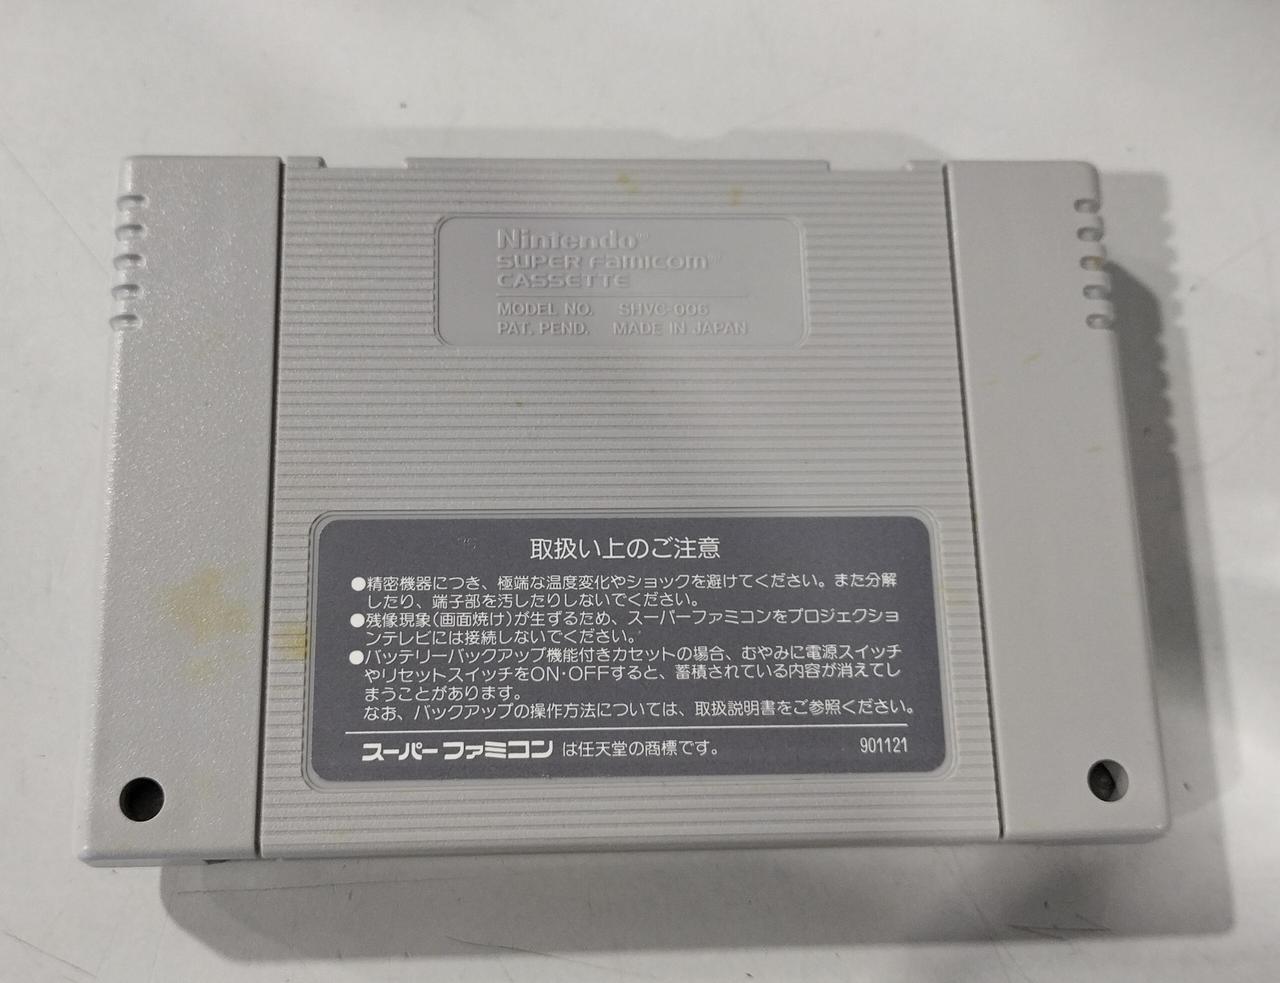 Nintendo™
SUPER FAMICOM™
CASSETTE
MODEL NO. SHVC-006
PAT. PEND. MADE IN JAPAN
取扱い上のご注意
●精密機器につき、極端な温度変化やショックを避けてください。また分解
したり、端子部を汚したりしないでください。
●残像現象(画面焼け)が生ずるため、スーパーファミコンをプロジェクショ
ンテレビには接続しないでください。
●バッテリーバックアップ機能付きカセットの場合、むやみに電源スイッチ
やリセットスイッチをON・OFFすると、蓄積されている内容が消えてし
まうことがあります。
なお、バックアップの操作方法については、取扱説明書をご参照ください。
スーパーファミコン は任天堂の商標です。 901121